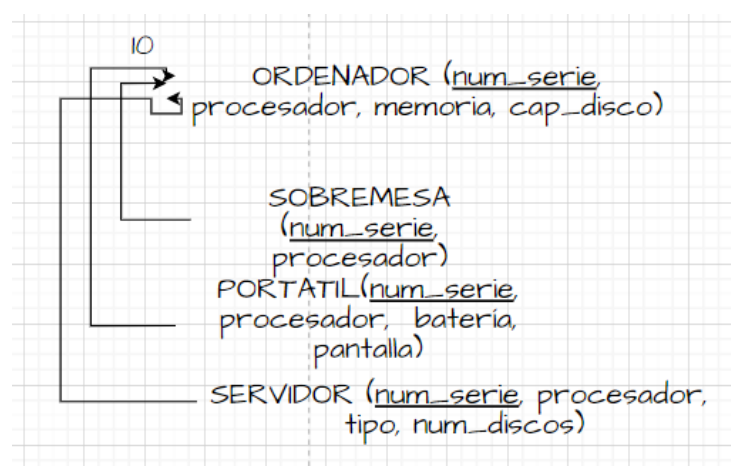 10
ORDENADOR (num_serie,
procesador, memoria, cap_disco)
SOBREMESA
(num_serie,
procesador)
PORTATIL(num_serie,
procesador, bateria,
pantalla)
SERVIDOR (num_serie, procesador,
tipo, num_discos)